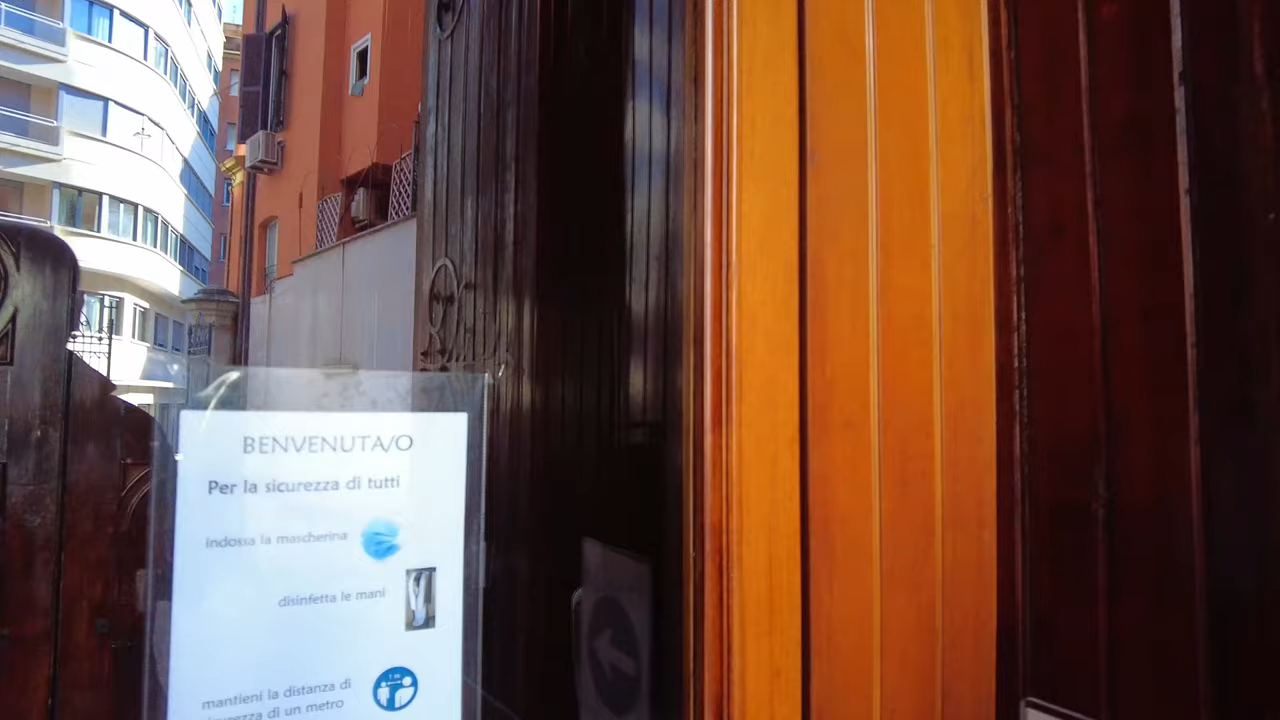 BENVENUTA/O
Per la sicurezza di tutti
indossa la mascherina
disinfetta le mani
1 m
mantieni la distanza di
sicurezza di un metro